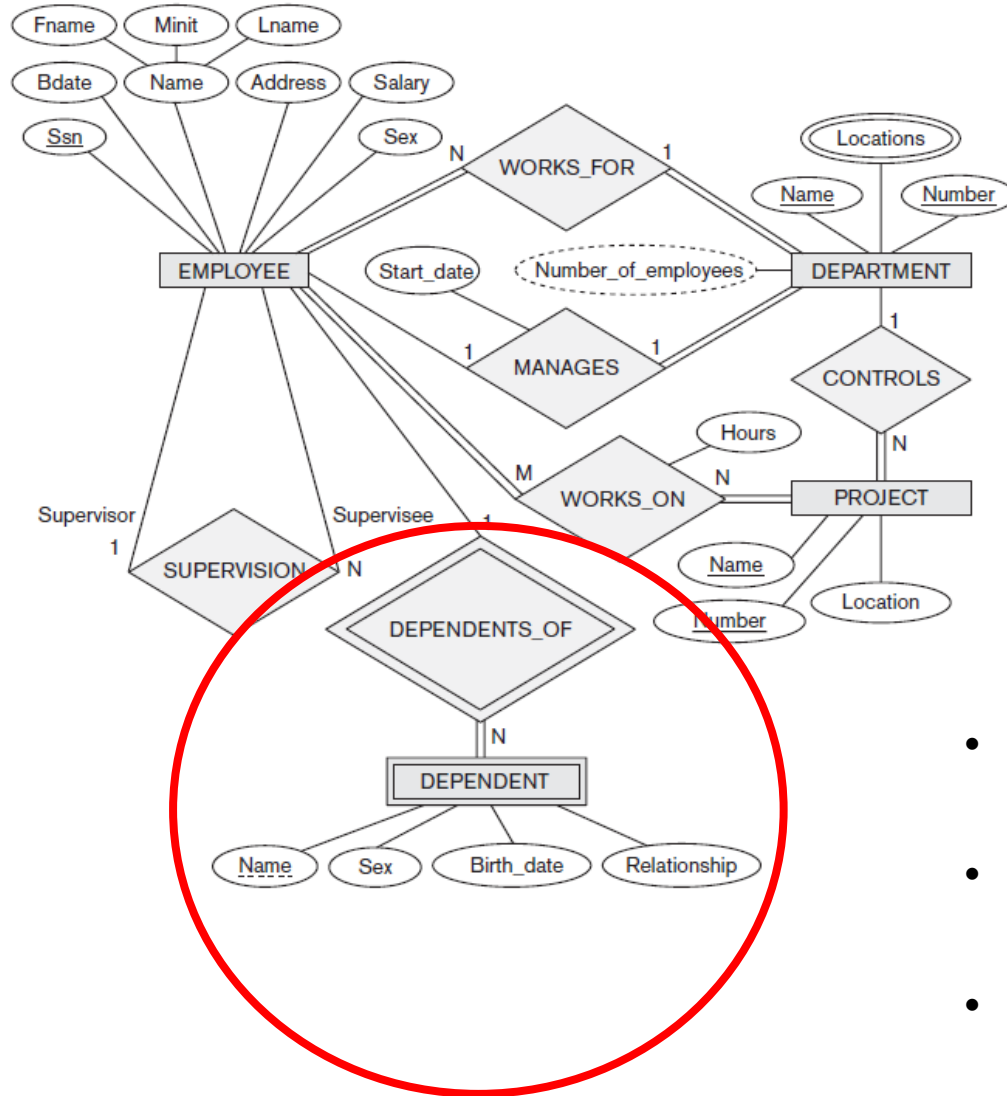 Fname Minit Lname
Bdate Name Address Salary
Ssn Sex
N WORKS_FOR 1
Locations
Name Number
EMPLOYEE
Start_date
Number_of_employees
DEPARTMENT
1 MANAGES 1
1
CONTROLS
N
Hours
M WORKS_ON N
PROJECT
Name
Number
Location
Supervisor
1
Supervisee
N
SUPERVISION
1
DEPENDENTS_OF
N
DEPENDENT
Name Sex Birth_date Relationship
•
•
•